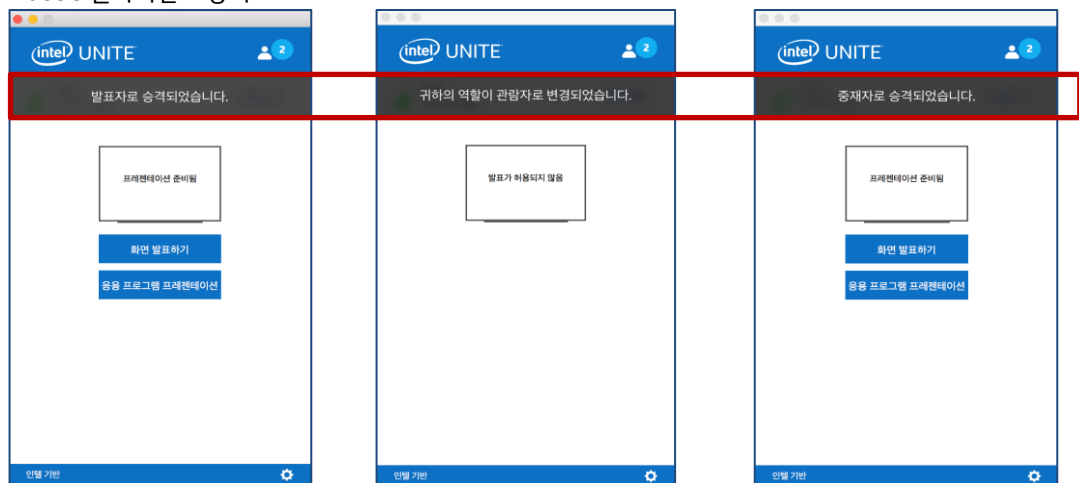 intel UNITE 2
발표자로 승격되었습니다.
프레젠테이션 준비됨
화면 발표하기
응용 프로그램 프레젠테이션
인텔 기반
intel UNITE 2
귀하의 역할이 관람자로 변경되었습니다.
발표가 허용되지 않음
인텔 기반
intel UNITE 2
중재자로 승격되었습니다.
프레젠테이션 준비됨
화면 발표하기
응용 프로그램 프레젠테이션
인텔 기반